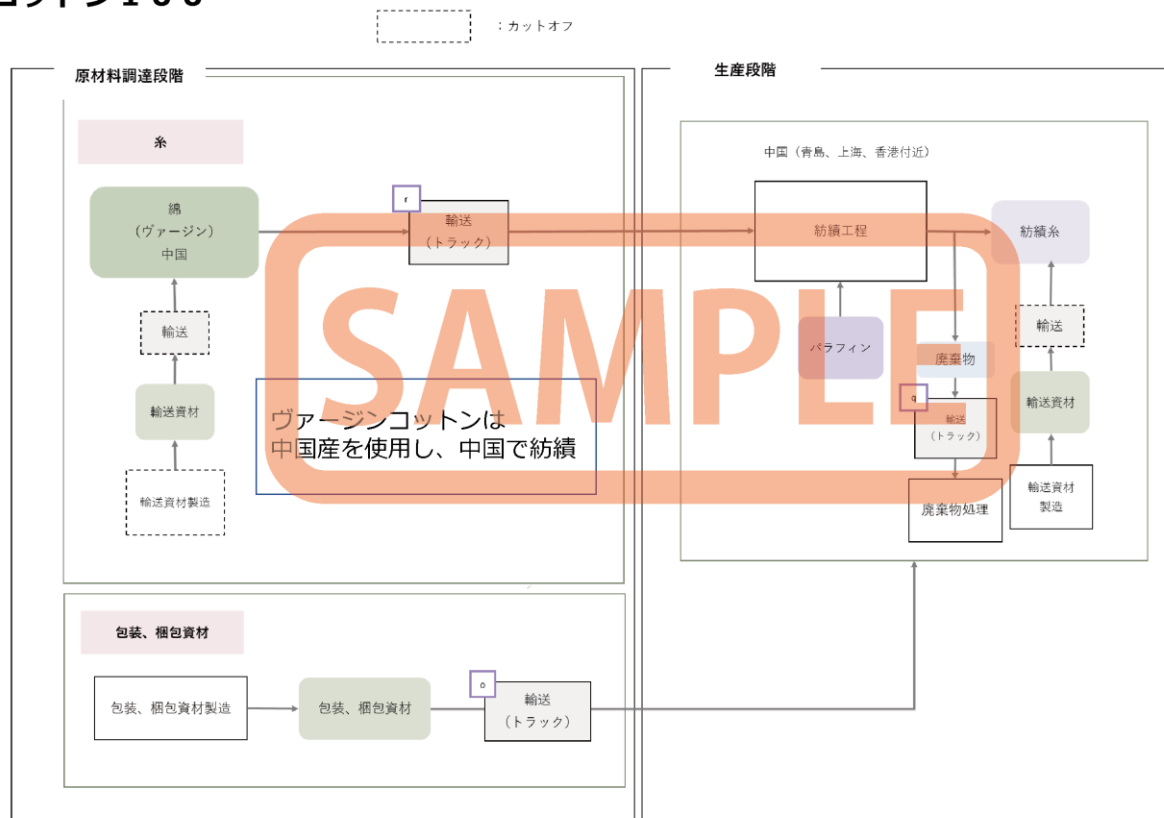 コットン１００
：カットオフ
原材料調達段階
糸
綿
（ヴァージン）
中国
r
輸送
（トラック）
輸送
輸送資材
輸送資材製造
ヴァージンコットンは
中国産を使用し、中国で紡績
包装、梱包資材
包装、梱包資材製造
包装、梱包資材
o
輸送
（トラック）
生産段階
中国（青島、上海、香港付近）
紡績工程
紡績糸
パラフィン
廃棄物
q
輸送
（トラック）
廃棄物処理
輸送
輸送資材
輸送資材
製造
SAMPLE